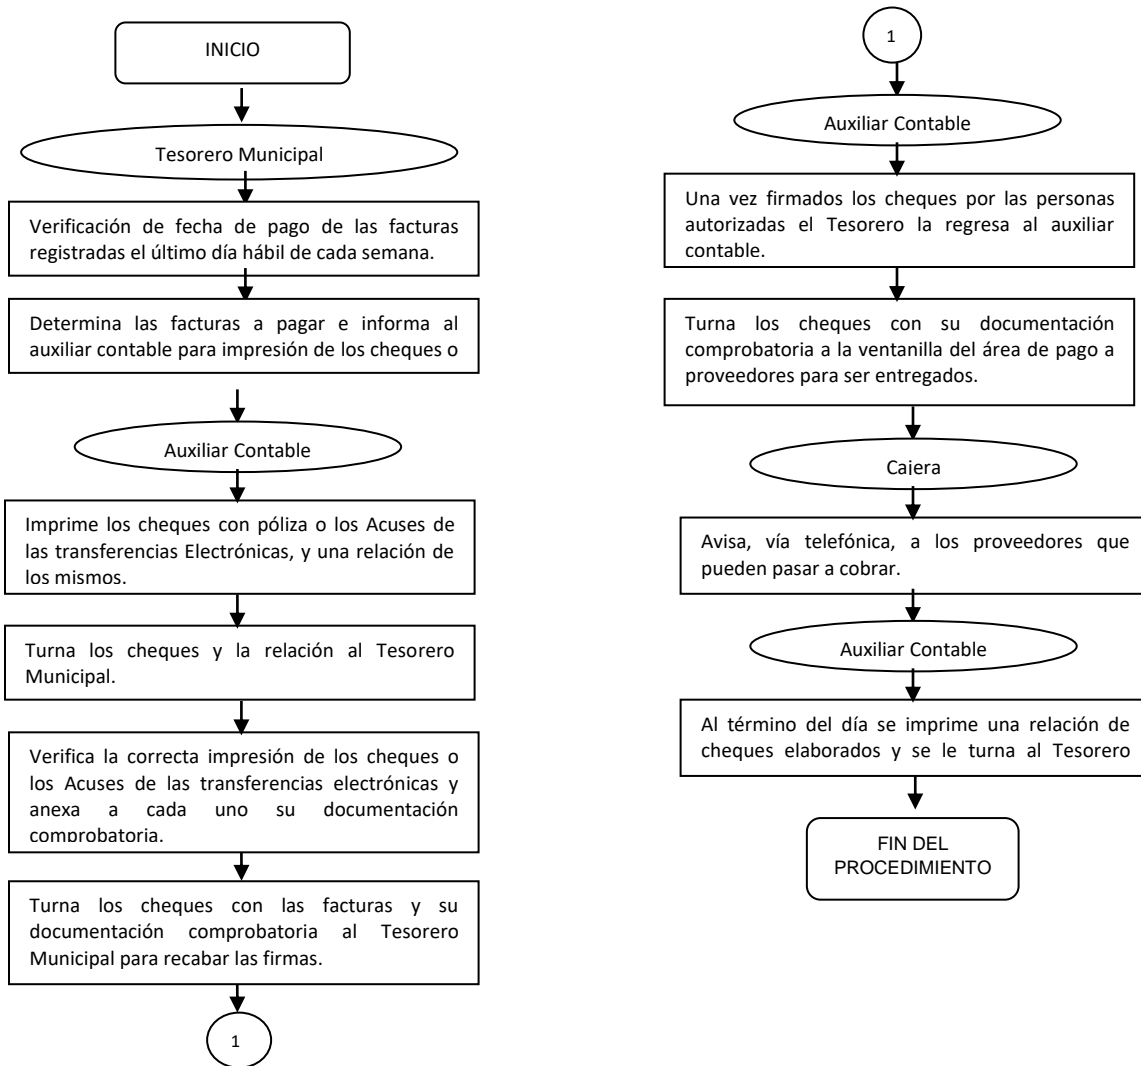 INICIO
Tesorero Municipal
Verificación de fecha de pago de las facturas
registradas el último día hábil de cada semana.
Determina las facturas a pagar e informa al
auxiliar contable para impresión de los cheques o
Auxiliar Contable
Imprime los cheques con póliza o los Acuses de
las transferencias Electrónicas, y una relación de
los mismos.
Turna los cheques y la relación al Tesorero
Municipal.
Verifica la correcta impresión de los cheques o
los Acuses de las transferencias electrónicas y
anexa a cada uno su documentación
comprobatoria.
Turna los cheques con las facturas y su
documentación comprobatoria al Tesorero
Municipal para recabar las firmas.
1
1
Auxiliar Contable
Una vez firmados los cheques por las personas
autorizadas el Tesorero la regresa al auxiliar
contable.
Turna los cheques con su documentación
comprobatoria a la ventanilla del área de pago a
proveedores para ser entregados.
Cajera
Avisa, vía telefónica, a los proveedores que
pueden pasar a cobrar.
Auxiliar Contable
Al término del día se imprime una relación de
cheques elaborados y se le turna al Tesorero
FIN DEL
PROCEDIMIENTO